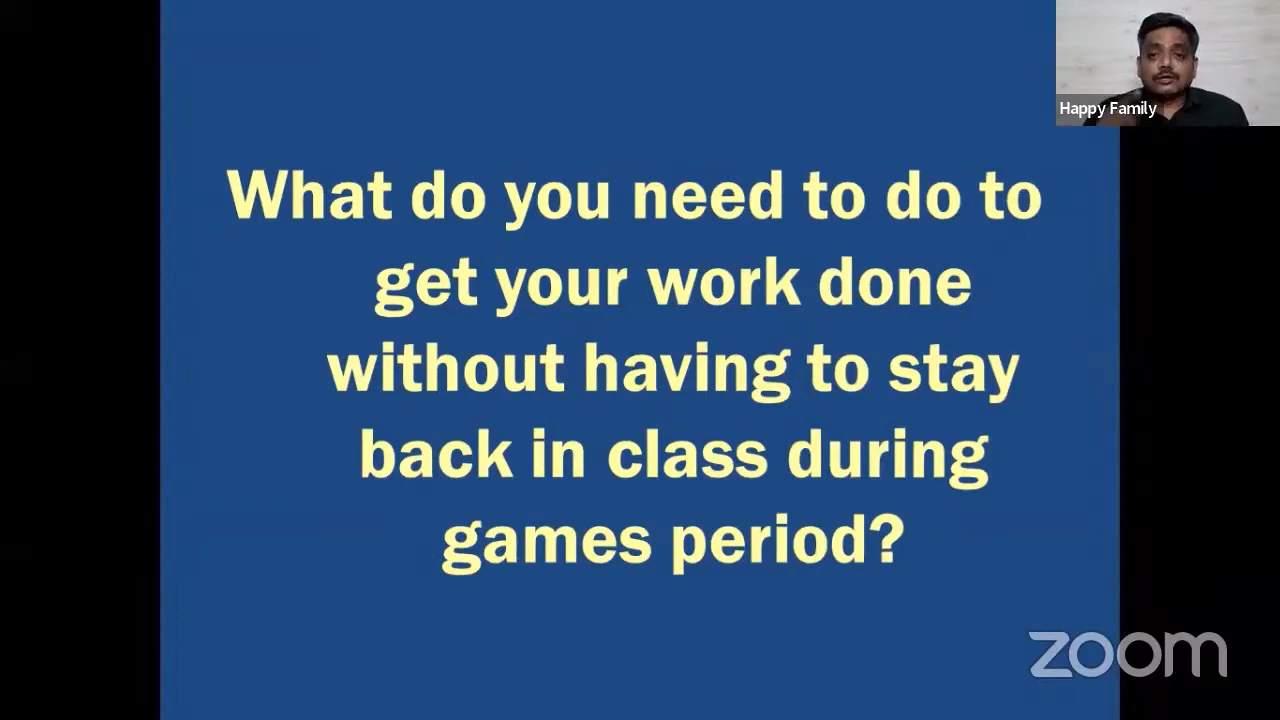 Happy Family
What do you need to do to
get your work done
without having to stay
back in class during
games period?
zoom